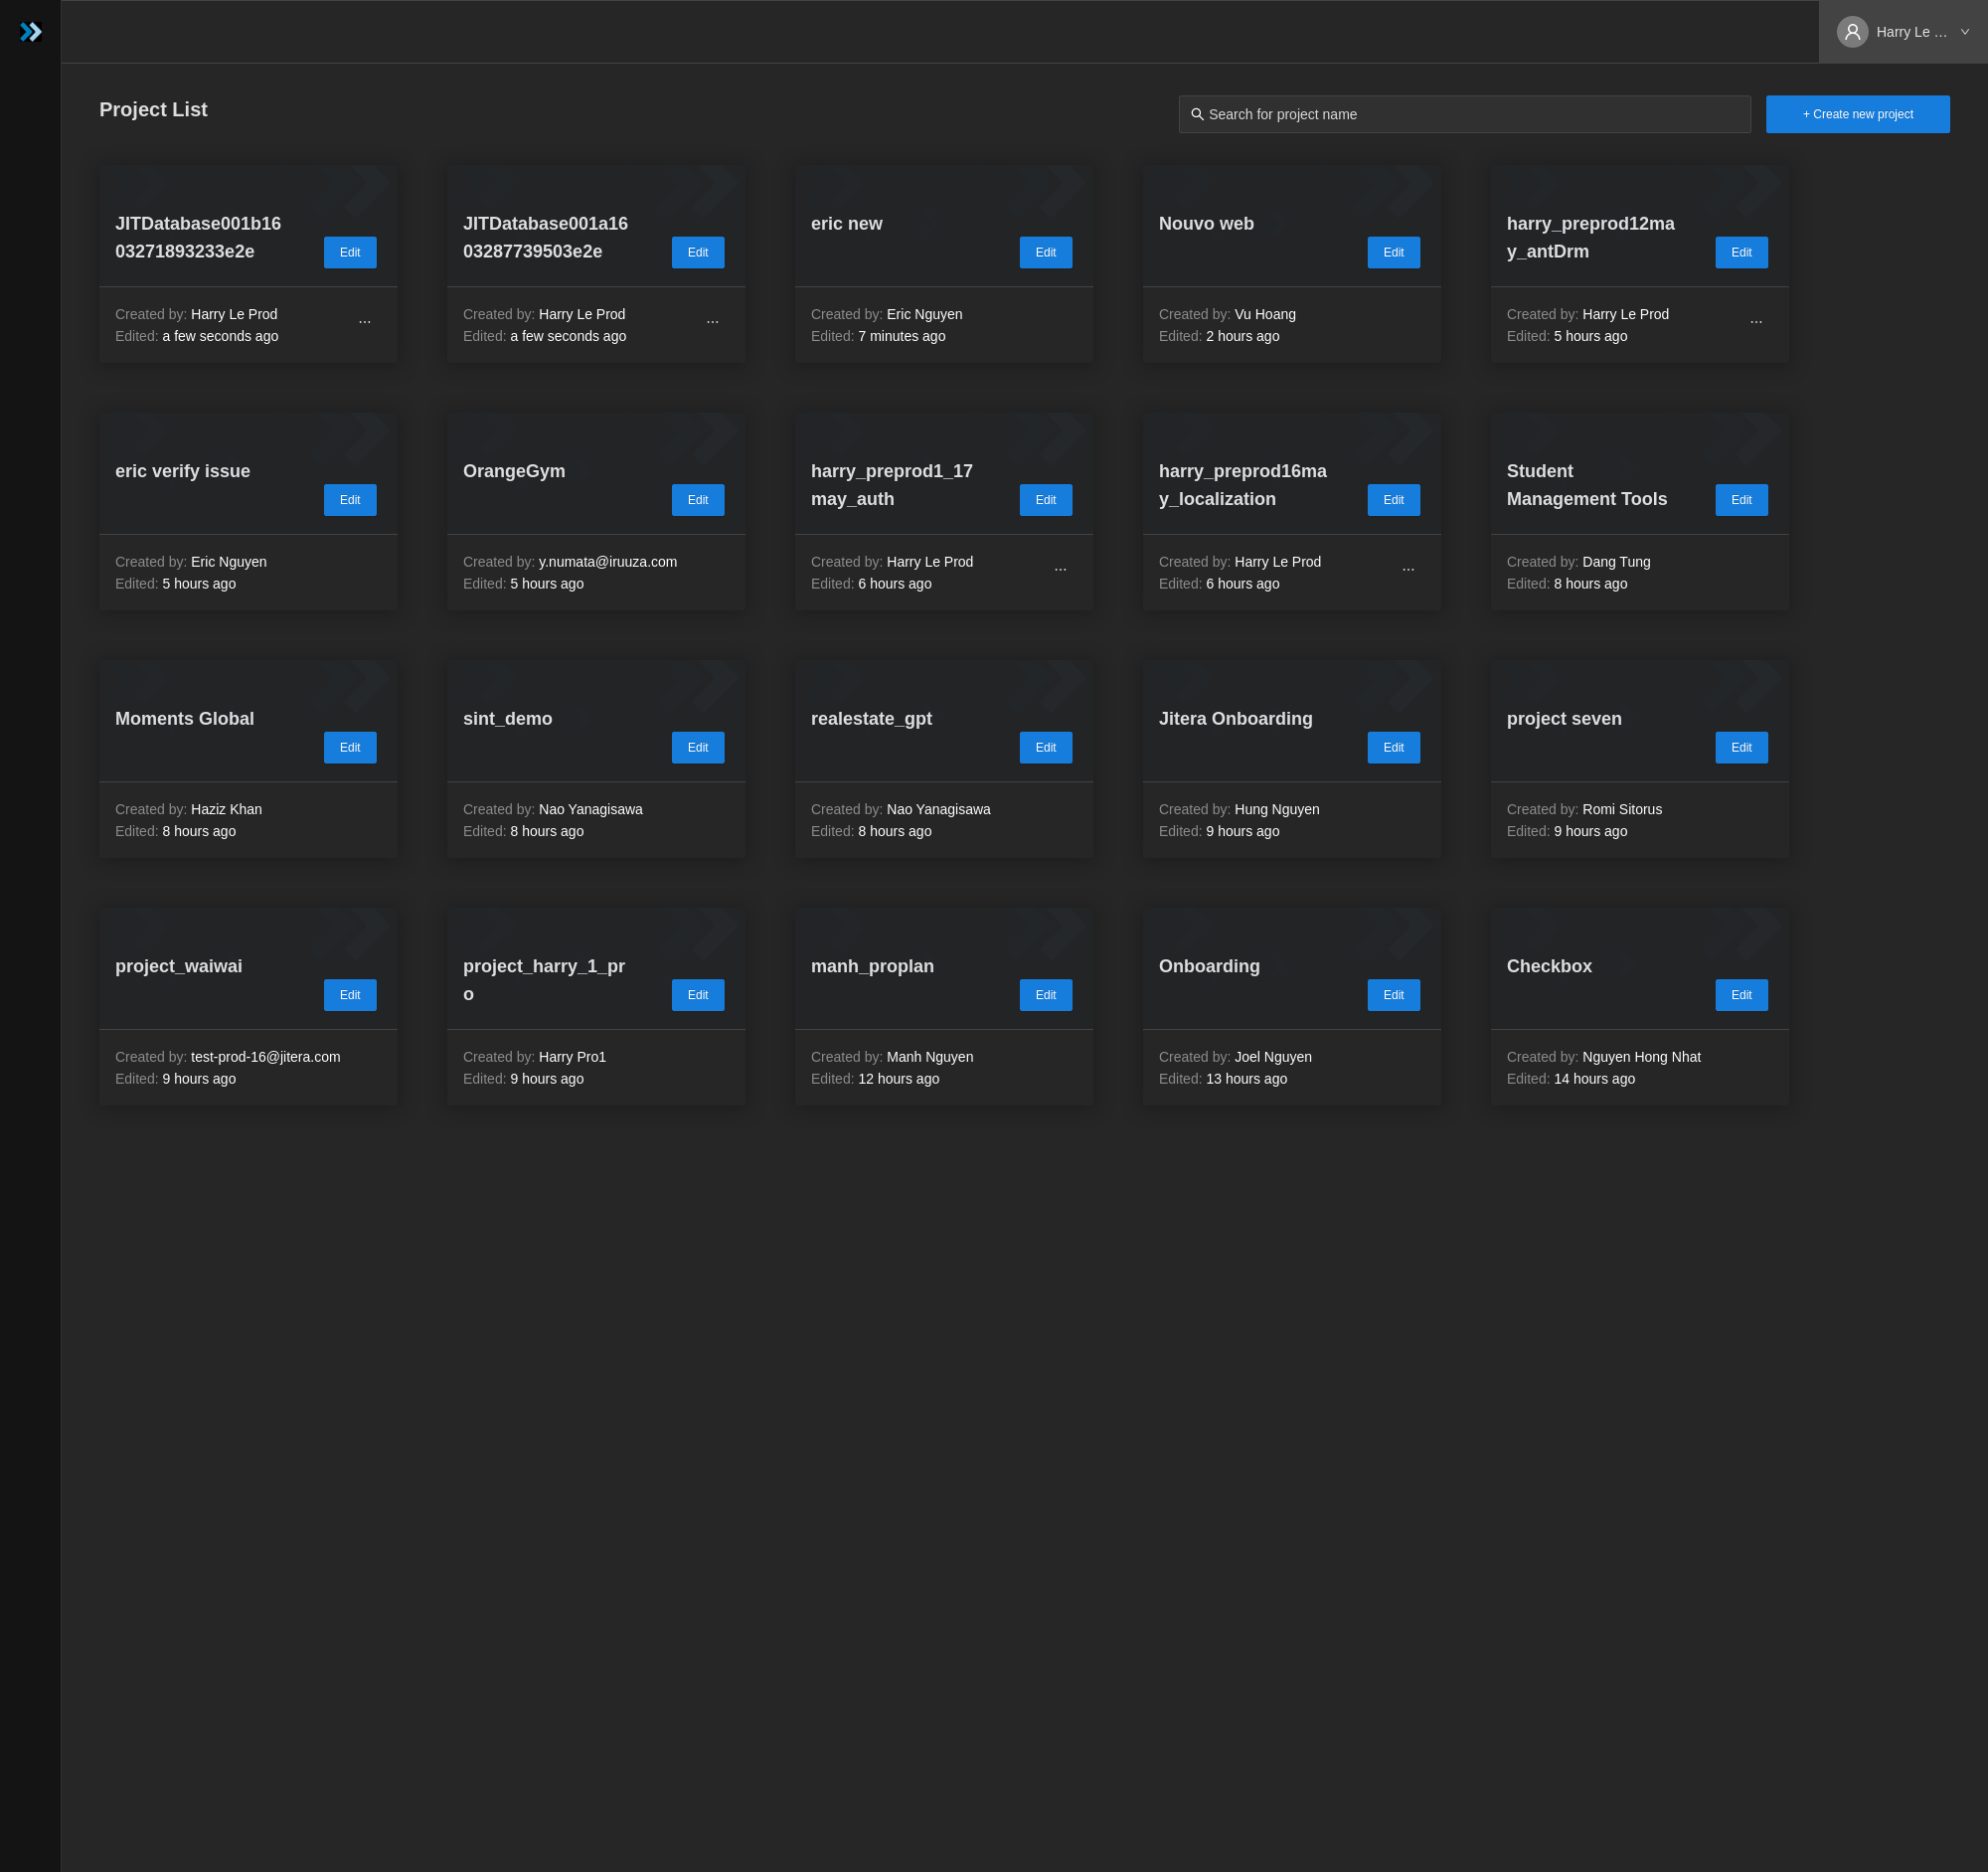 Harry Le ...
Project List
Search for project name
+ Create new project
JITDatabase001b16
03271893233e2e
Edit
Created by: Harry Le Prod
Edited: a few seconds ago
...
JITDatabase001a16
03287739503e2e
Edit
Created by: Harry Le Prod
Edited: a few seconds ago
...
eric new
Edit
Created by: Eric Nguyen
Edited: 7 minutes ago
Nouvo web
Edit
Created by: Vu Hoang
Edited: 2 hours ago
harry_preprod12ma
y_antDrm
Edit
Created by: Harry Le Prod
Edited: 5 hours ago
...
eric verify issue
Edit
Created by: Eric Nguyen
Edited: 5 hours ago
OrangeGym
Edit
Created by: y.numata@iruuza.com
Edited: 5 hours ago
harry_preprod1_17
may_auth
Edit
Created by: Harry Le Prod
Edited: 6 hours ago
...
harry_preprod16ma
y_localization
Edit
Created by: Harry Le Prod
Edited: 6 hours ago
...
Student
Management Tools
Edit
Created by: Dang Tung
Edited: 8 hours ago
Moments Global
Edit
Created by: Haziz Khan
Edited: 8 hours ago
sint_demo
Edit
Created by: Nao Yanagisawa
Edited: 8 hours ago
realestate_gpt
Edit
Created by: Nao Yanagisawa
Edited: 8 hours ago
Jitera Onboarding
Edit
Created by: Hung Nguyen
Edited: 9 hours ago
project seven
Edit
Created by: Romi Sitorus
Edited: 9 hours ago
project_waiwai
Edit
Created by: test-prod-16@jitera.com
Edited: 9 hours ago
project_harry_1_pr
o
Edit
Created by: Harry Pro1
Edited: 9 hours ago
manh_proplan
Edit
Created by: Manh Nguyen
Edited: 12 hours ago
Onboarding
Edit
Created by: Joel Nguyen
Edited: 13 hours ago
Checkbox
Edit
Created by: Nguyen Hong Nhat
Edited: 14 hours ago